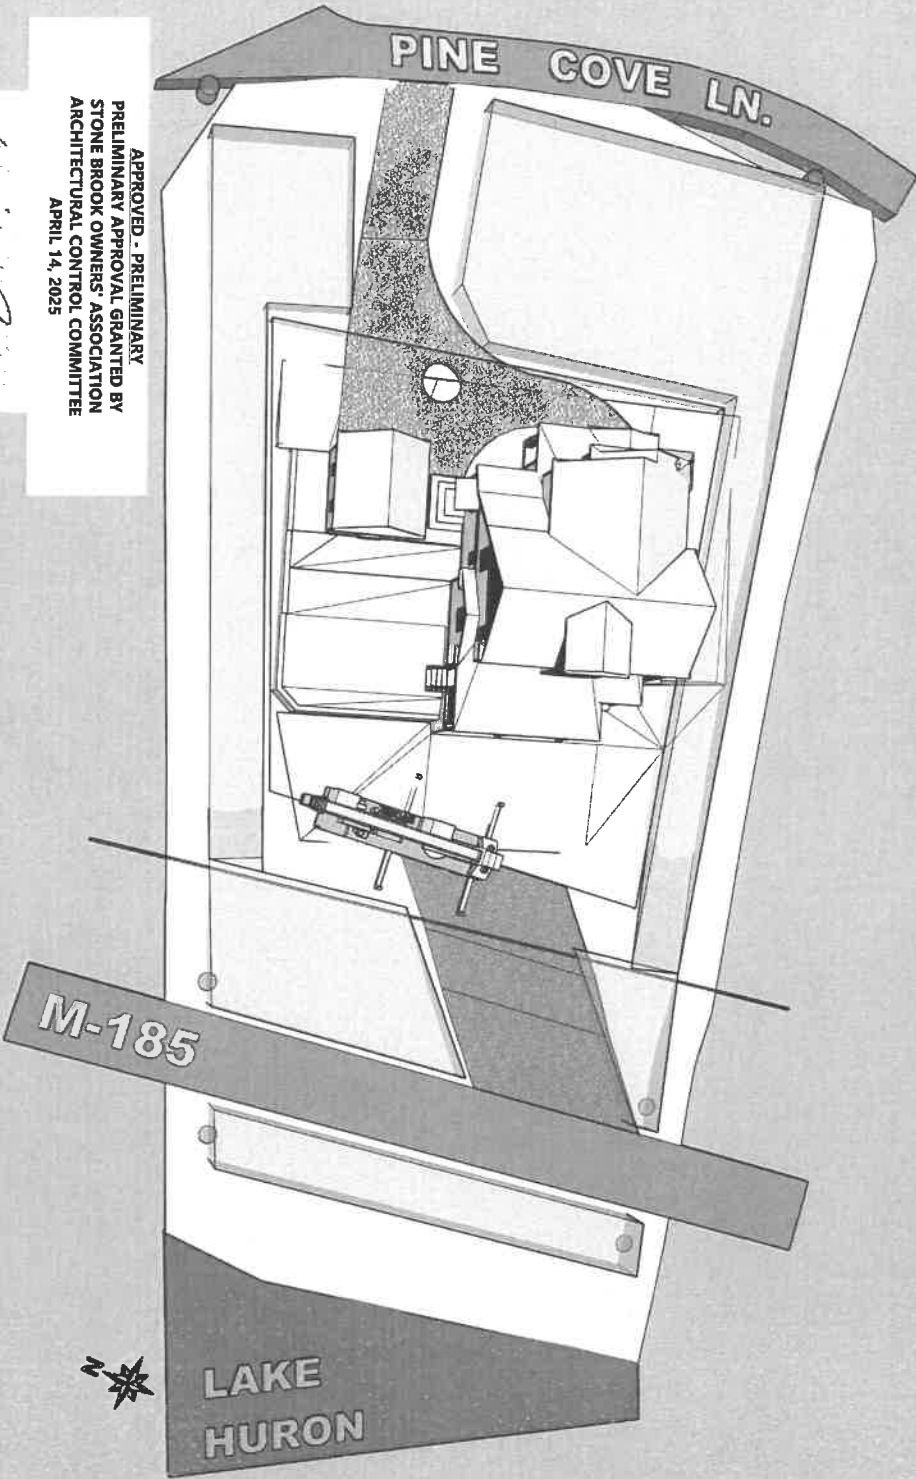 PINE COVE LN.
APPROVED - PRELIMINARY
PRELIMINARY APPROVAL GRANTED BY
STONE BROOK OWNERS' ASSOCIATION
ARCHITECTURAL CONTROL COMMITTEE
APRIL 14, 2025
M-185
N
LAKE
HURON